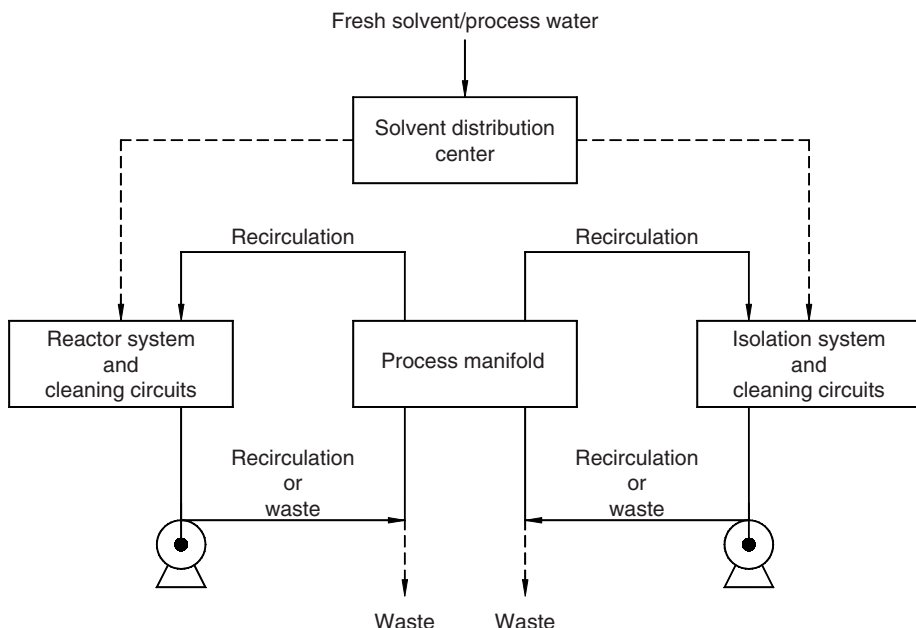 Fresh solvent/process water
Solvent distribution
center
Recirculation
Recirculation
Reactor system
and
cleaning circuits
Process manifold
Isolation system
and
cleaning circuits
Recirculation
or
waste
Recirculation
or
waste
Waste
Waste